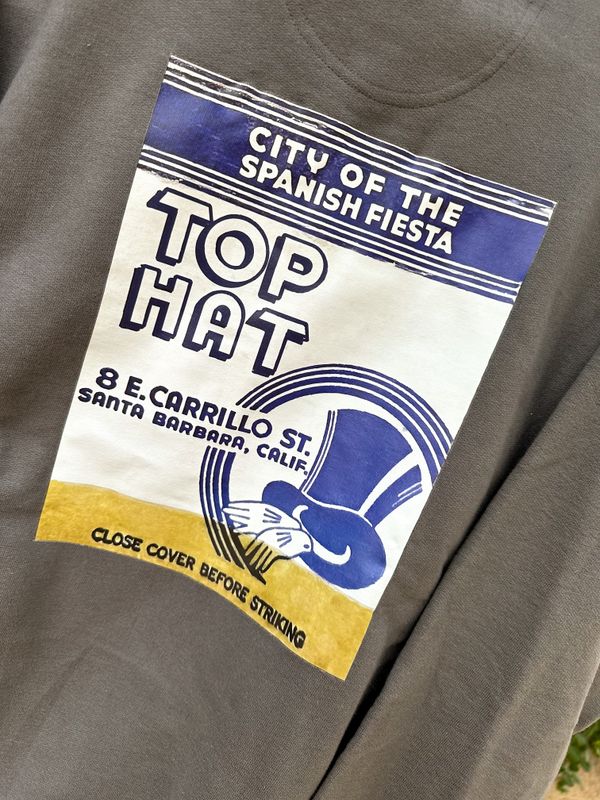 CITY OF THE
SPANISH FIESTA
TOP
HAT
8 E. CARRILLO ST.
SANTA BARBARA, CALIF.
CLOSE COVER BEFORE STRIKING